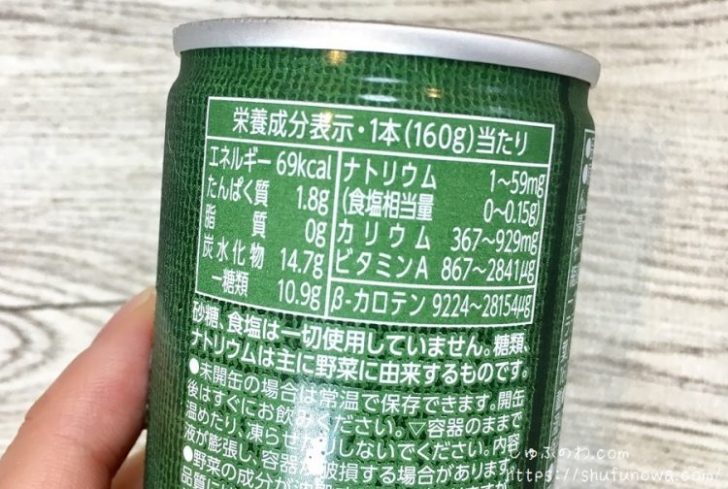 栄養成分表示・1本(160g)当たり
エネルギー 69kcal
たんぱく質 1.8g
脂質 0g
炭水化物 14.7g
－糖類 10.9g
ナトリウム 1～59mg
(食塩相当量 0～0.15g)
カリウム 367～929mg
ビタミンA 867～2841μg
β-カロテン 9224～28154μg
砂糖、食塩は一切使用していません。糖類、
ナトリウムは主に野菜に由来するものです。
●未開缶の場合は常温で保存できます。開缶
後はすぐにお飲みください。▽容器のままで
温めたり、凍らせたりしないでください。内容
液が膨張し、容器が破損する場合があります。
●野菜の成分が
しゅふのわ.com
https://shufunowa.com